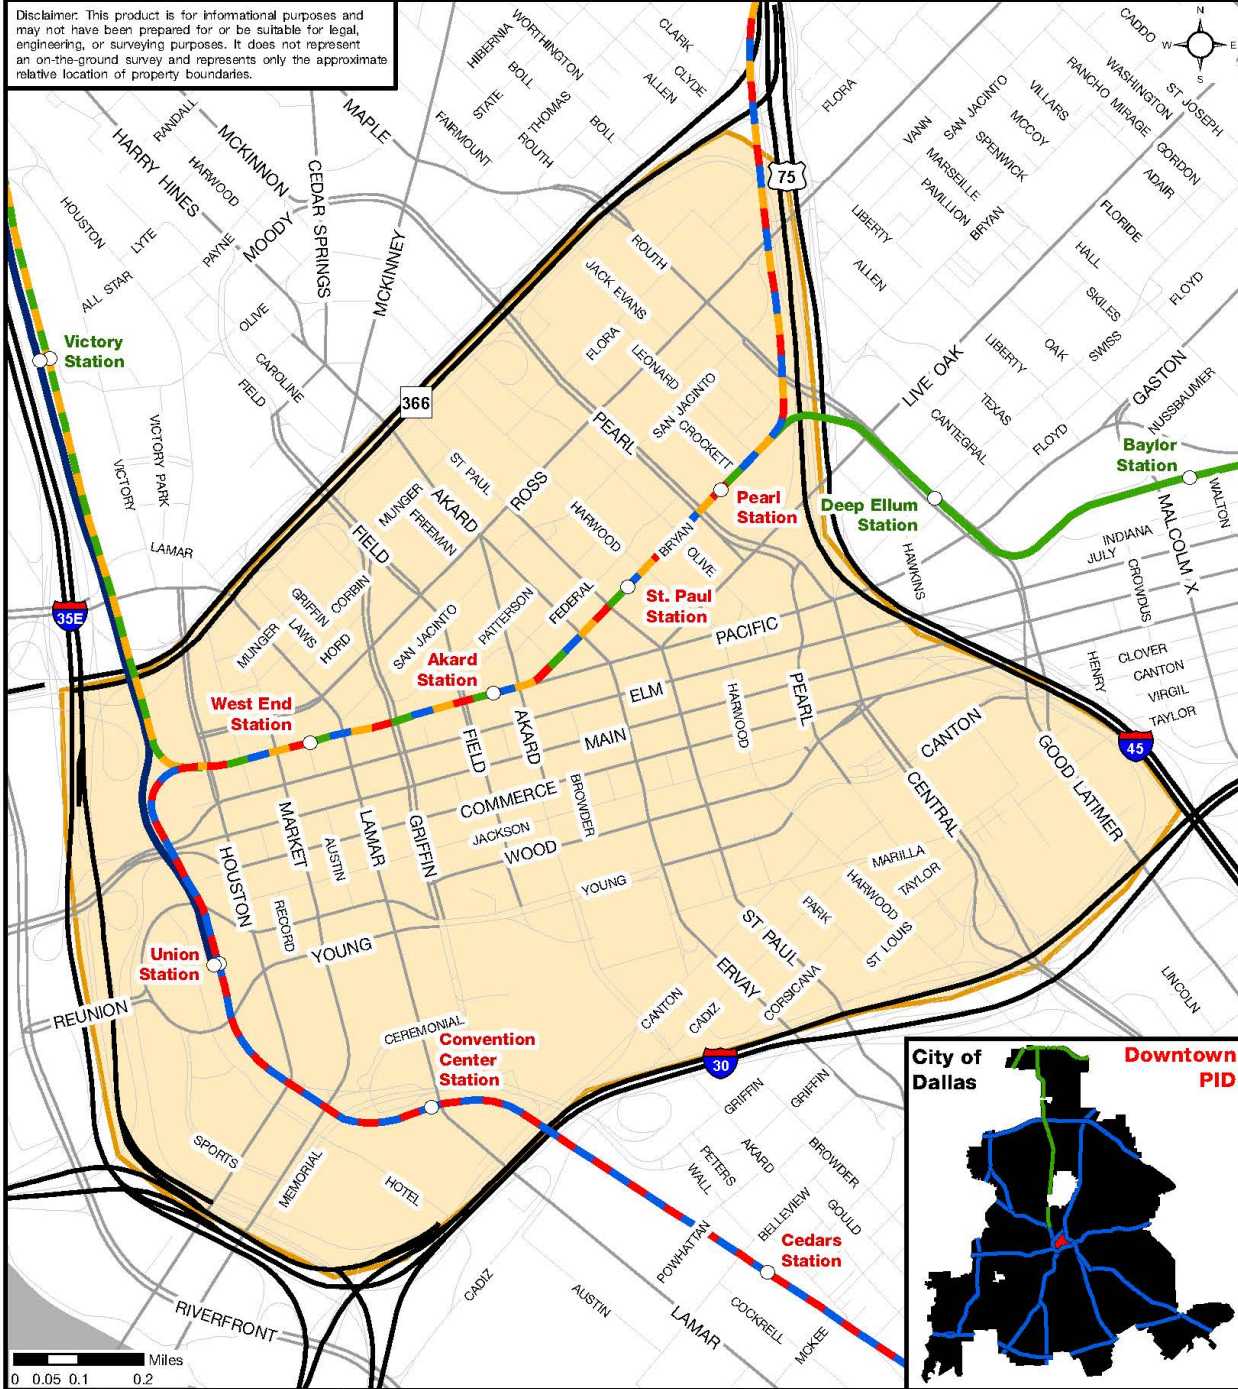 Disclaimer: This product is for informational purposes and
may not have been prepared for or be suitable for legal,
engineering, or surveying purposes. It does not represent
an on-the-ground survey and represents only the approximate
relative location of property boundaries.
HIBERNIA
WORTHINGTON
CLARK
CADDO
N
W
E
S
BOLL
CLYDE
ALLEN
STATE
THOMAS
BOLL
FLORA
RANCHO MIRAGE
WASHINGTON
ST JOSEPH
SAN JACINTO
VILLARS
MCCOY
VANN
SPENWICK
RANDALL
MCKINNON
MAPLE
FAIRMOUNT
ROUTH
HARRY HINES
HARWOOD
CEDAR SPRINGS
MARSEILLE
PAVILLION
BRYAN
GORDON
ADAIR
75
HOUSTON
LYTE
PAYNE
MOODY
MCKINNEY
LIBERTY
FLORIDE
ALL STAR
ROUTH
JACK EVANS
ALLEN
HALL
SKILES
FLOYD
OLIVE
FLORA
LEONARD
LIVE OAK
LIBERTY
OAK
SWISS
Victory
Station
CAROLINE
FIELD
SAN JACINTO
GASTON
NUSSBAUMER
366
PEARL
CROCKETT
TEXAS
CANTEGRAL
FLOYD
VICTORY PARK
VICTORY
ST PAUL
ROSS
AKARD
MUNGER
FREEMAN
HARWOOD
Pearl
Station
Deep Ellum
Station
Baylor
Station
WALTON
MALCOLM X
LAMAR
FIELD
BRYAN
OLIVE
HAWKINS
INDIANA
JULY
CROWDUS
35E
GRIFFIN
CORBIN
LAWS
HORD
MUNGER
SAN JACINTO
PATTERSON
FEDERAL
St. Paul
Station
PACIFIC
Akard
Station
HENRY
CLOVER
CANTON
VIRGIL
TAYLOR
West End
Station
ELM
HARWOOD
PEARL
FIELD
AKARD
MAIN
CANTON
GOOD LATIMER
45
COMMERCE
BROWDER
CENTRAL
MARKET
AUSTIN
LAMAR
GRIFFIN
JACKSON
WOOD
HOUSTON
YOUNG
MARILLA
TAYLOR
HARWOOD
RECORD
PARK
ST LOUIS
Union
Station
YOUNG
ST PAUL
ERVAY
CORSICANA
LINCOLN
REUNION
CANTON
CADIZ
CEREMONIAL
Convention
Center
Station
30
GRIFFIN
GRIFFIN
SPORTS
MEMORIAL
HOTEL
PETERS
WALL
AKARD
BROWDER
BELLEVIEW
GOULD
POWHATTAN
Cedars
Station
CADIZ
AUSTIN
LAMAR
COCKRELL
MCKEE
RIVERFRONT
City of
Dallas
Downtown
PID
Miles
0 0.05 0.1 0.2